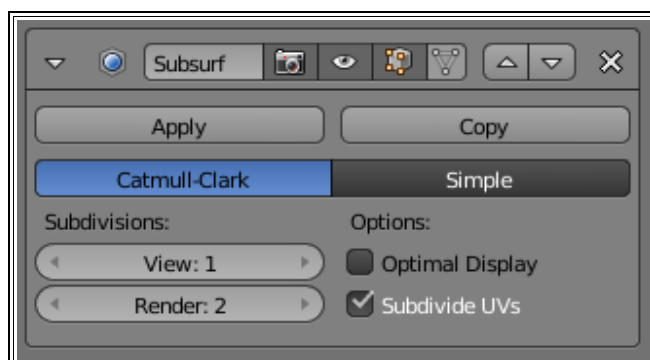 Subsurf
Apply Copy
Catmull-Clark Simple
Subdivisions: Options:
View: 1 Optimal Display
Render: 2 Subdivide UVs